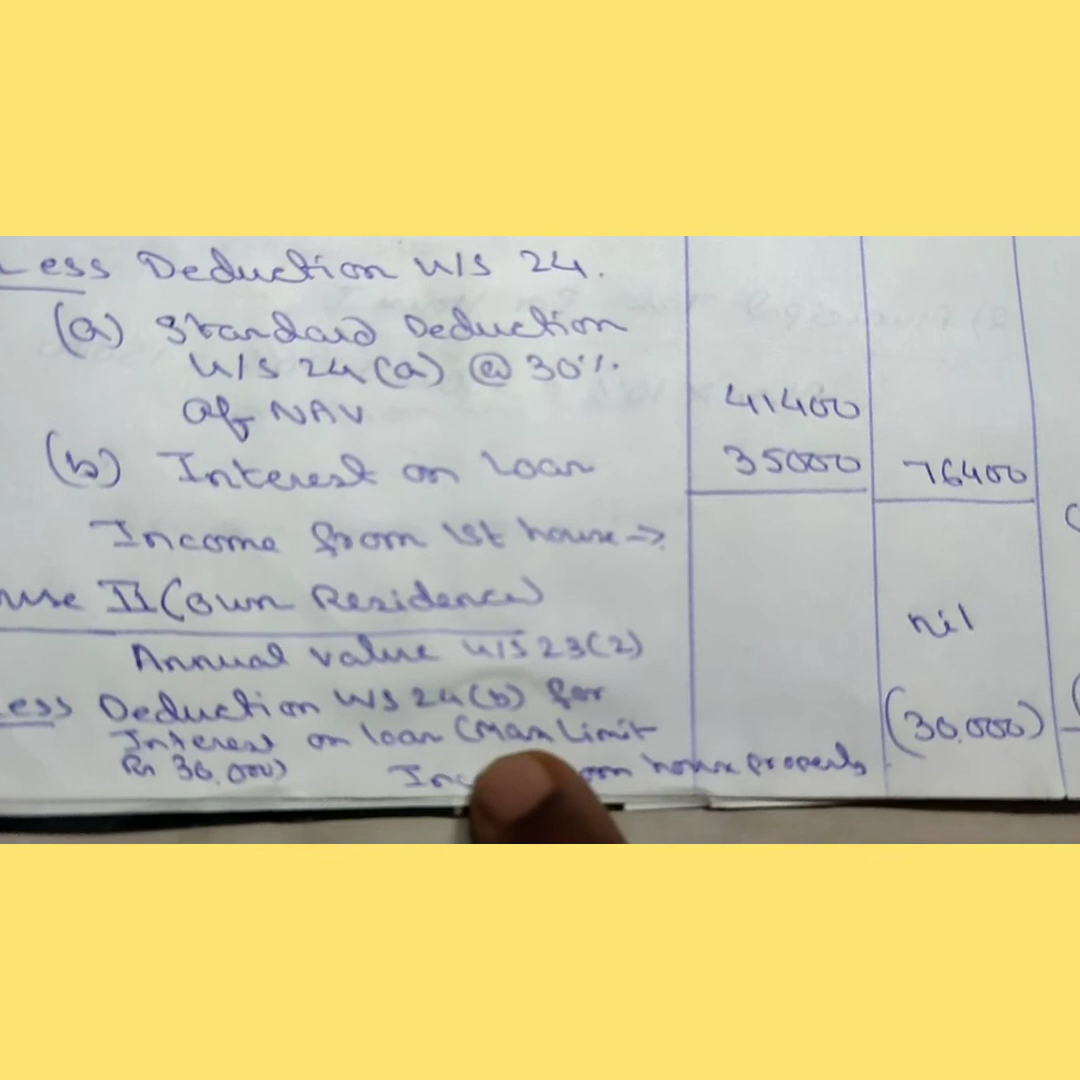 Less Deduction u/s 24.
(a) Standard Deduction
u/s 24(a) @ 30%.
of NAV 41400
(b) Interest on Loan 35000 76400
Income from 1st house →
use II (Own Residence)
nil
Annual value u/s 23(2)
ess Deduction u/s 24(b) for
Interest on loan (Max Limit (30,000)
Rs 30,000)
house property